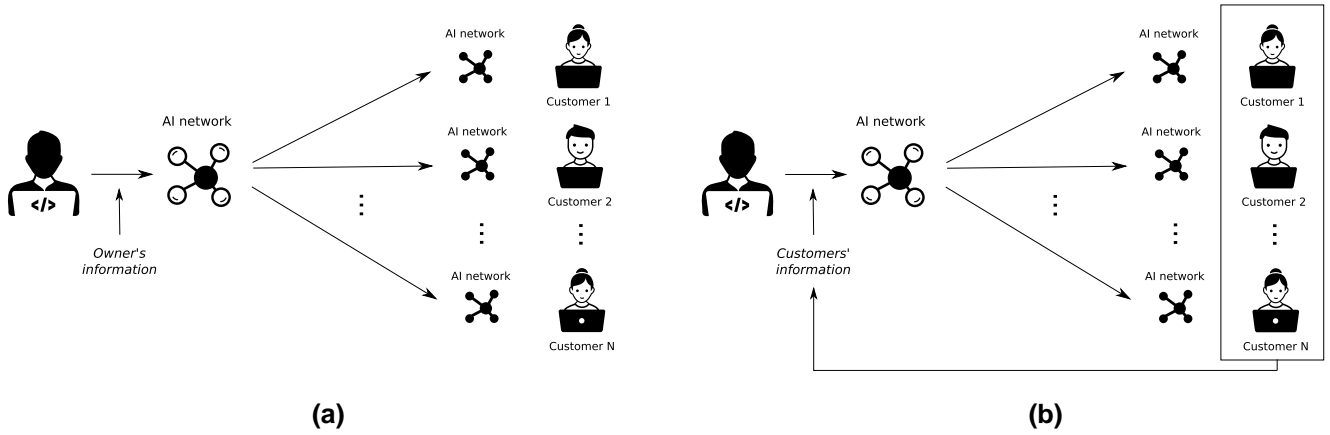 AI network
Customer 1
AI network
AI network
Customer 2
</>
Owner's
information
AI network
Customer N
(a)
AI network
Customer 1
AI network
AI network
Customer 2
</>
Customers'
information
AI network
Customer N
(b)